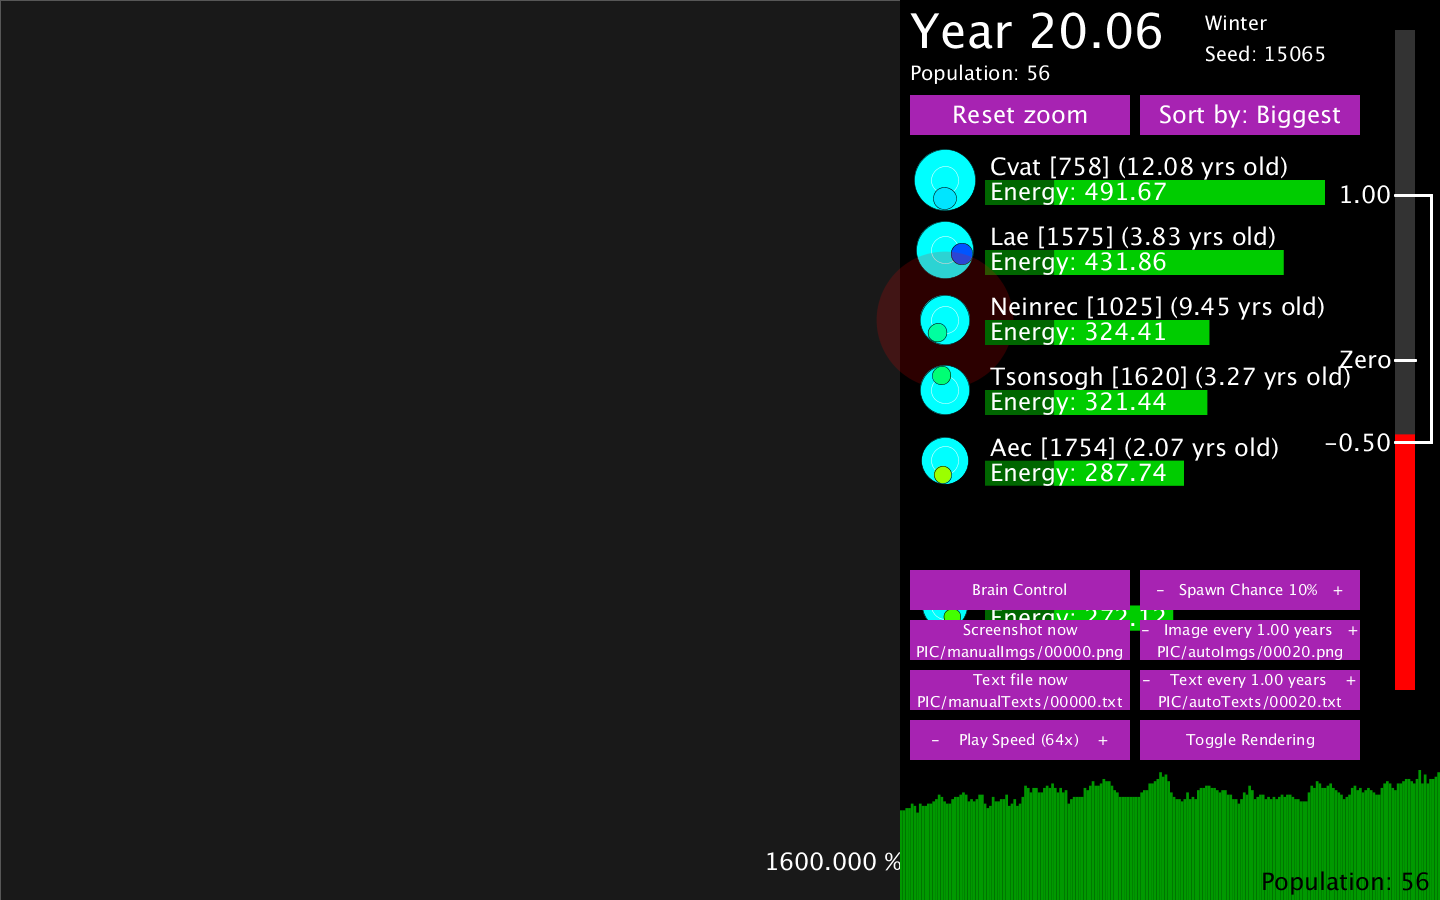 Year 20.06
Winter
Seed: 15065
Population: 56
Reset zoom
Sort by: Biggest
Cvat [758] (12.08 yrs old)
Energy: 491.67
1.00
Lae [1575] (3.83 yrs old)
Energy: 431.86
Neinrec [1025] (9.45 yrs old)
Energy: 324.41
Zero
Tsonsogh [1620] (3.27 yrs old)
Energy: 321.44
-0.50
Aec [1754] (2.07 yrs old)
Energy: 287.74
Brain Control
- Spawn Chance 10% +
Energy: 272.12
Screenshot now
PIC/manualImgs/00000.png
- Image every 1.00 years +
PIC/autoImgs/00020.png
Text file now
PIC/manualTexts/00000.txt
- Text every 1.00 years +
PIC/autoTexts/00020.txt
- Play Speed (64x) +
Toggle Rendering
1600.000 %
Population: 56